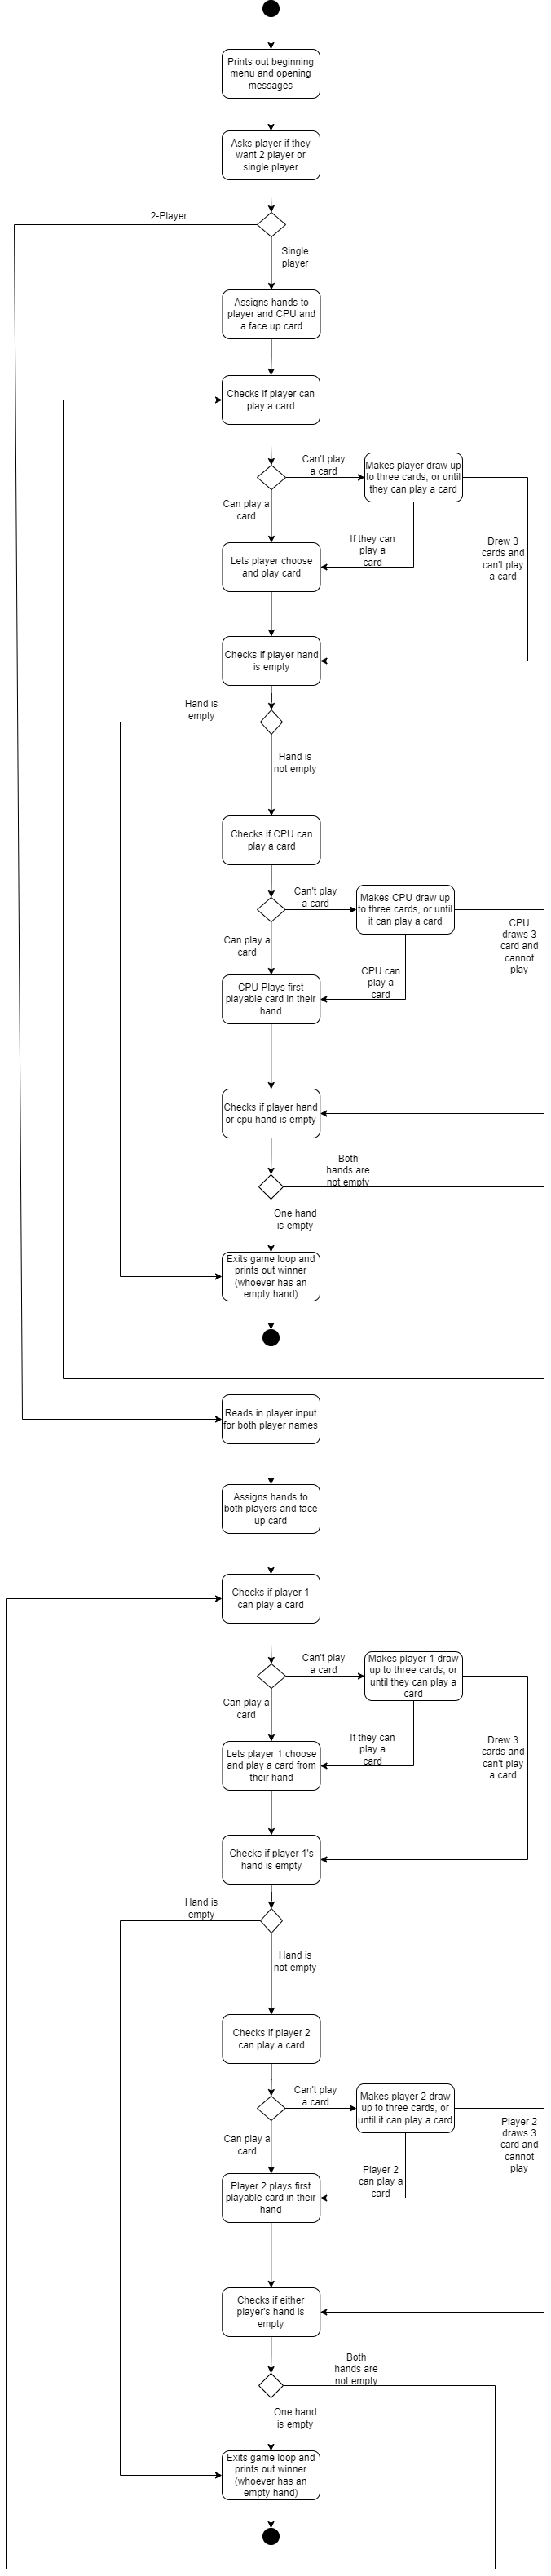 Prints out beginning
menu and opening
messages
Asks player if they
want 2 player or
single player
2-Player
Single
player
Assigns hands to
player and CPU and
a face up card
Checks if player can
play a card
Can't play
a card
Makes player draw up
to three cards, or until
they can play a card
Can play a
card
If they can
play a
card
Drew 3
cards and
can't play
a card
Lets player choose
and play card
Checks if player hand
is empty
Hand is
empty
Hand is
not empty
Checks if CPU can
play a card
Can't play
a card
Makes CPU draw up
to three cards, or until
it can play a card
CPU
draws 3
card and
cannot
play
Can play a
card
CPU can
play a
card
CPU Plays first
playable card in their
hand
Checks if player hand
or cpu hand is empty
Both
hands are
not empty
One hand
is empty
Exits game loop and
prints out winner
(whoever has an
empty hand)
Reads in player input
for both player names
Assigns hands to
both players and face
up card
Checks if player 1
can play a card
Can't play
a card
Makes player 1 draw
up to three cards, or
until they can play a
card
Can play a
card
If they can
play a
card
Drew 3
cards and
can't play
a card
Lets player 1 choose
and play a card from
their hand
Checks if player 1's
hand is empty
Hand is
empty
Hand is
not empty
Checks if player 2
can play a card
Can't play
a card
Makes player 2 draw
up to three cards, or
until it can play a card
Player 2
draws 3
card and
cannot
play
Can play a
card
Player 2
can play a
card
Player 2 plays first
playable card in their
hand
Checks if either
player's hand is
empty
Both
hands are
not empty
One hand
is empty
Exits game loop and
prints out winner
(whoever has an
empty hand)